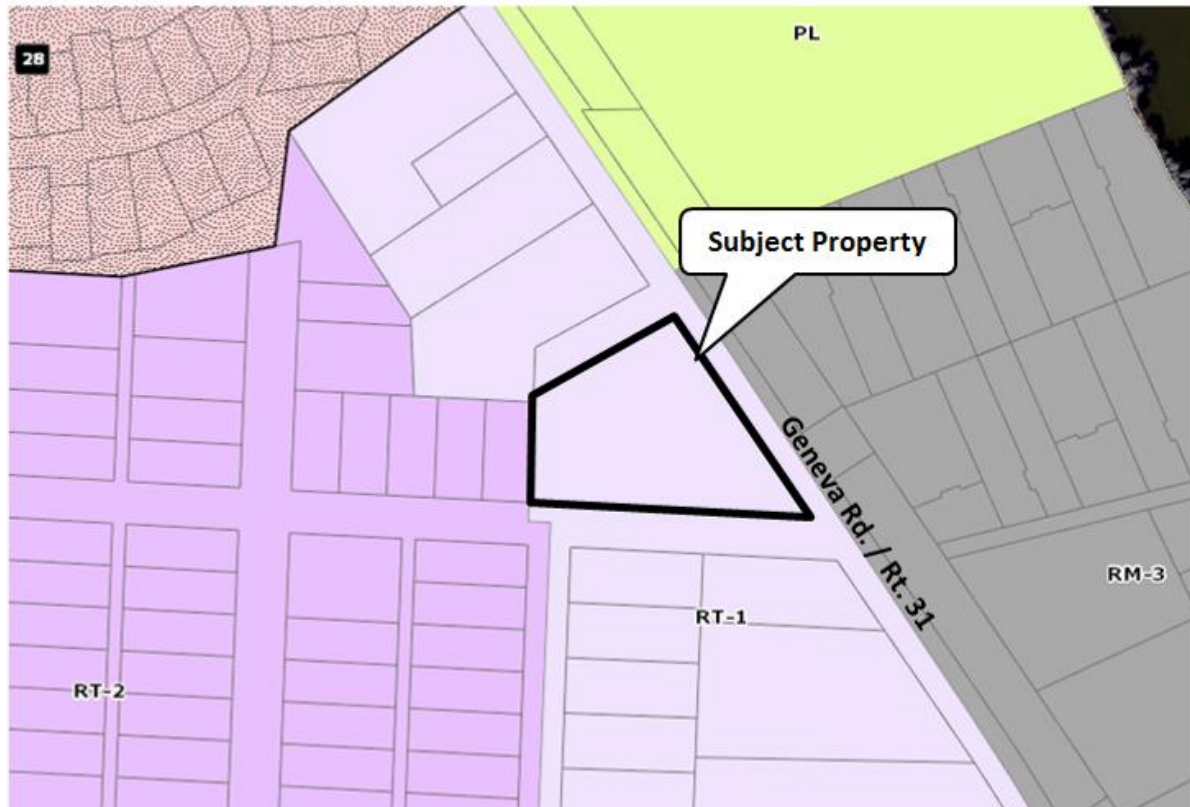 PL
28
Subject Property
Geneva Rd. / Rt. 31
RM-3
RT-1
RT-2